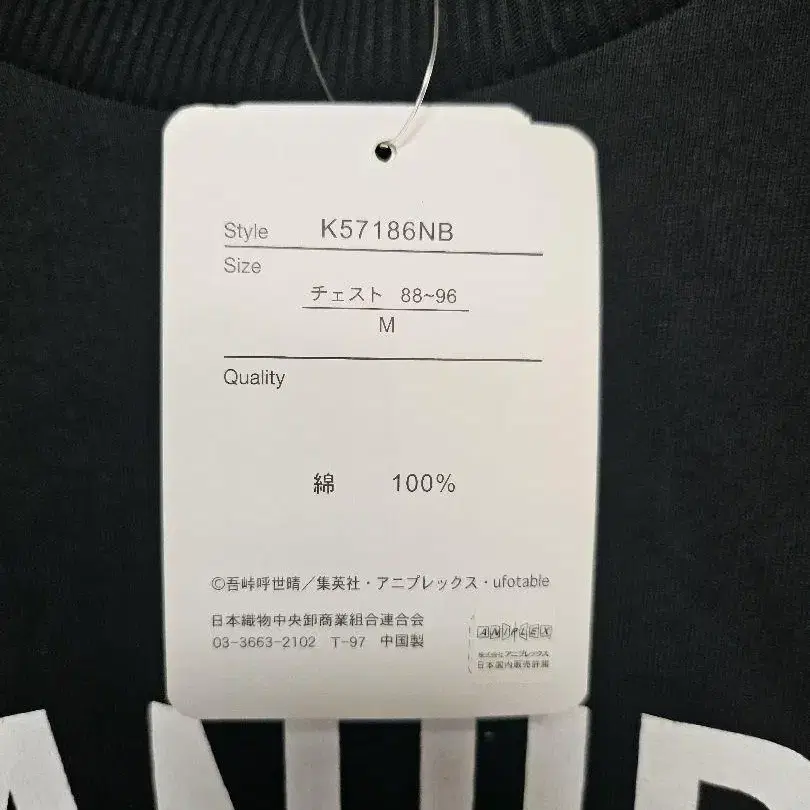 Style K57186NB
Size
チェスト 88~96
M
Quality
綿 100%
©吾峠呼世晴／集英社・アニプレックス・ufotable
日本織物中央卸商業組合連合会
03-3663-2102 T-97 中国製
ANIPLEX
株式会社アニプレックス
日本国内販売許諾